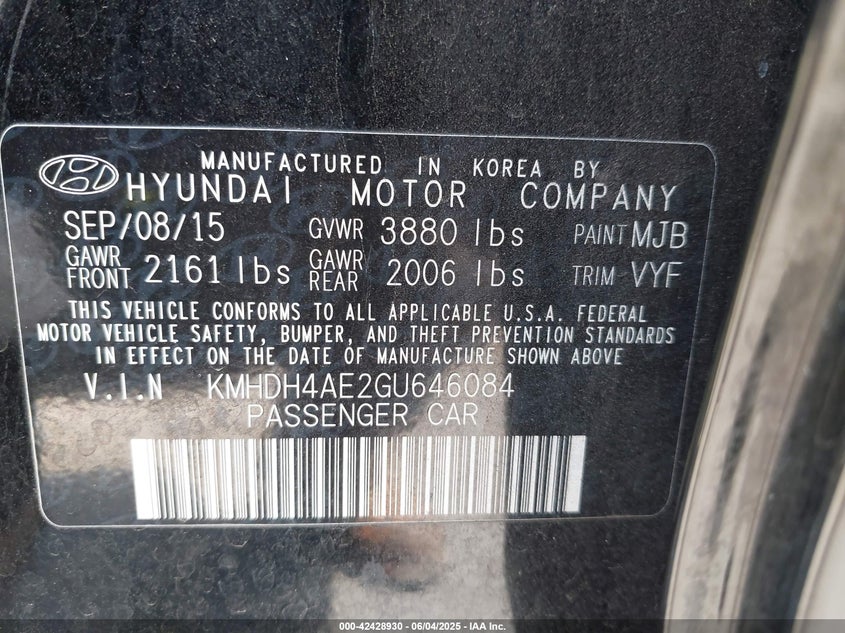 MANUFACTURED IN KOREA BY
HYUNDAI MOTOR COMPANY
SEP/08/15 GVWR 3880 lbs PAINT MJB
GAWR FRONT 2161 lbs GAWR REAR 2006 lbs TRIM VYF
THIS VEHICLE CONFORMS TO ALL APPLICABLE U.S.A. FEDERAL
MOTOR VEHICLE SAFETY, BUMPER, AND THEFT PREVENTION STANDARDS
IN EFFECT ON THE DATE OF MANUFACTURE SHOWN ABOVE
V.I.N KMHDH4AE2GU646084
PASSENGER CAR
000-42428930 - 06/04/2025 - IAA Inc.